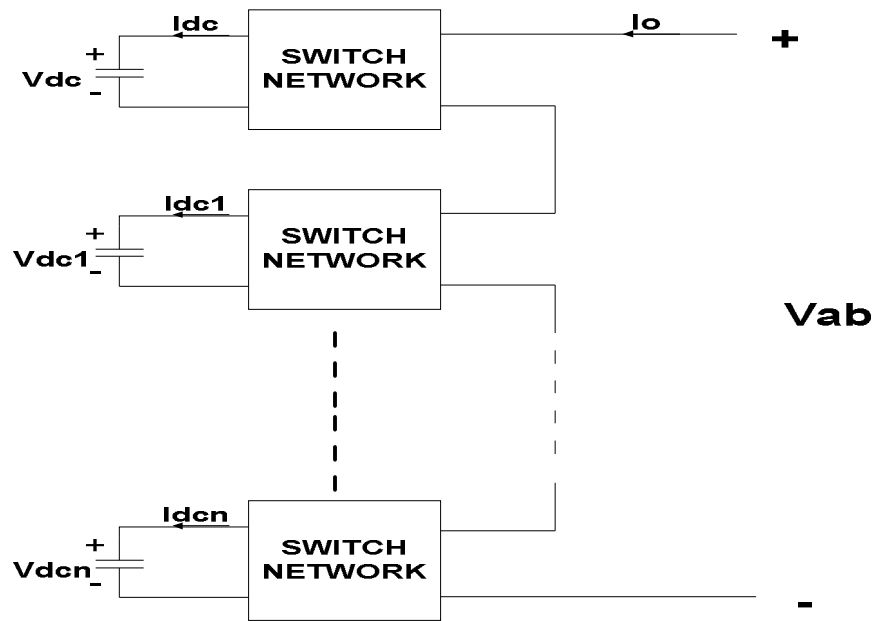 Idc
Io
+
+
SWITCH
NETWORK
Vdc
-
Idc1
+
SWITCH
NETWORK
Vdc1
-
Vab
Idcn
+
SWITCH
NETWORK
Vdcn
-
-